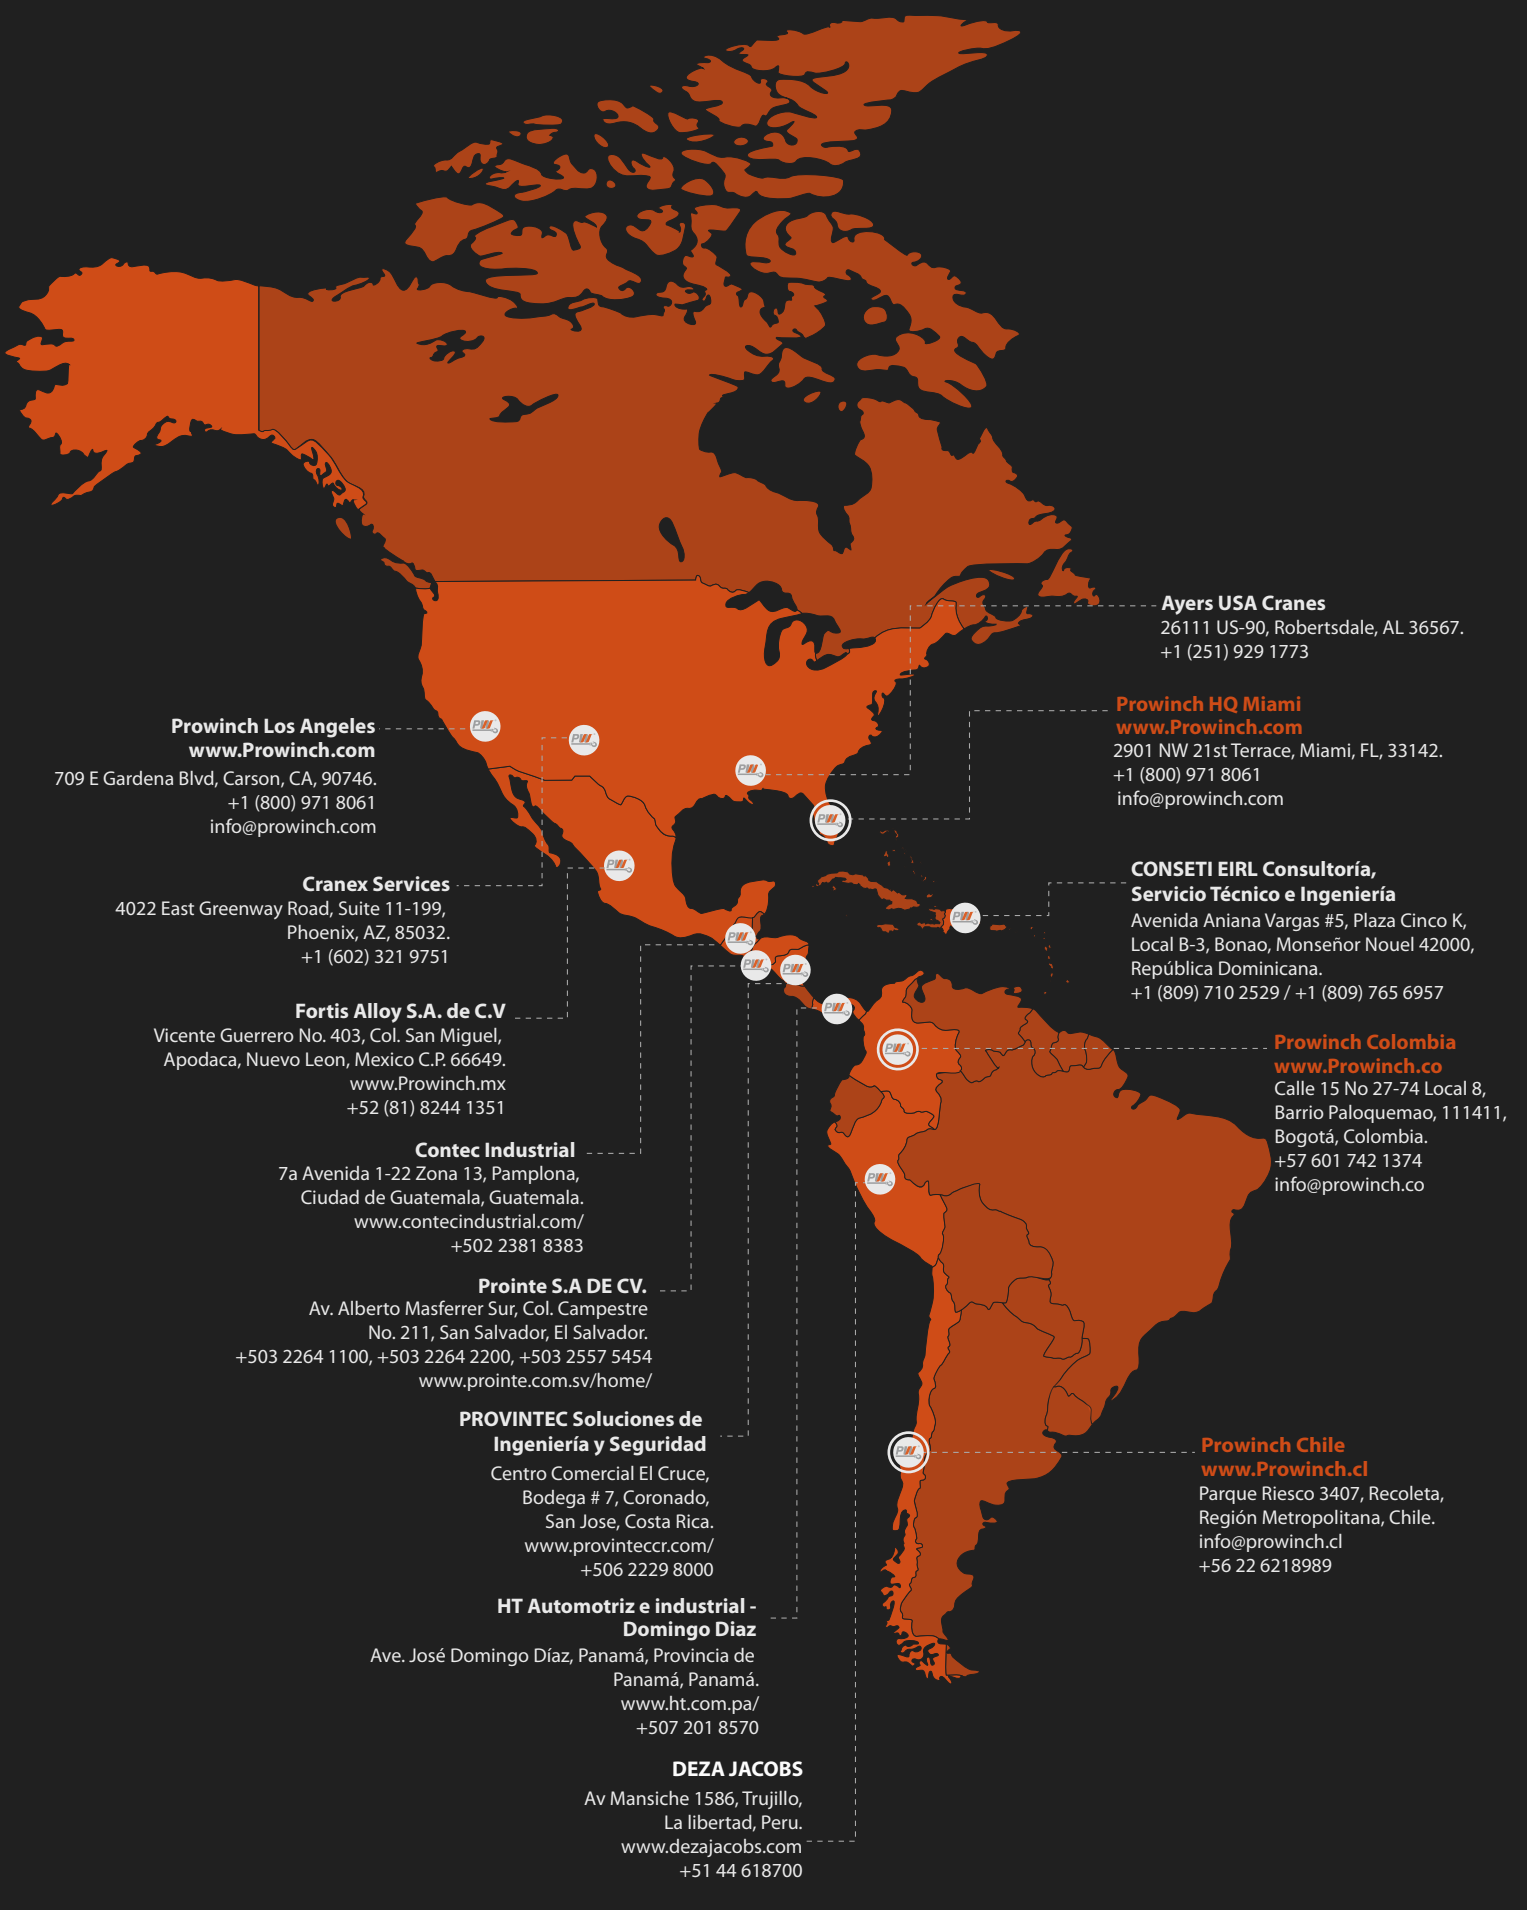 Ayers USA Cranes
26111 US-90, Robertsdale, AL 36567.
+1 (251) 929 1773
Prowinch HQ Miami
www.Prowinch.com
2901 NW 21st Terrace, Miami, FL, 33142.
+1 (800) 971 8061
info@prowinch.com
Prowinch Los Angeles
www.Prowinch.com
709 E Gardena Blvd, Carson, CA, 90746.
+1 (800) 971 8061
info@prowinch.com
CONSETI EIRL Consultoría,
Servicio Técnico e Ingeniería
Avenida Aniana Vargas #5, Plaza Cinco K,
Local B-3, Bonao, Monseñor Nouel 42000,
República Dominicana.
+1 (809) 710 2529 / +1 (809) 765 6957
Cranex Services
4022 East Greenway Road, Suite 11-199,
Phoenix, AZ, 85032.
+1 (602) 321 9751
Fortis Alloy S.A. de C.V
Vicente Guerrero No. 403, Col. San Miguel,
Apodaca, Nuevo Leon, Mexico C.P. 66649.
www.Prowinch.mx
+52 (81) 8244 1351
Prowinch Colombia
www.Prowinch.co
Calle 15 No 27-74 Local 8,
Barrio Paloquemao, 111411,
Bogotá, Colombia.
+57 601 742 1374
info@prowinch.co
Contec Industrial
7a Avenida 1-22 Zona 13, Pamplona,
Ciudad de Guatemala, Guatemala.
www.contecindustrial.com/
+502 2381 8383
Prointe S.A DE CV.
Av. Alberto Masferrer Sur, Col. Campestre
No. 211, San Salvador, El Salvador.
+503 2264 1100, +503 2264 2200, +503 2557 5454
www.prointe.com.sv/home/
PROVINTEC Soluciones de
Ingeniería y Seguridad
Centro Comercial El Cruce,
Bodega # 7, Coronado,
San Jose, Costa Rica.
www.provinteccr.com/
+506 2229 8000
Prowinch Chile
www.Prowinch.cl
Parque Riesco 3407, Recoleta,
Región Metropolitana, Chile.
info@prowinch.cl
+56 22 6218989
HT Automotriz e industrial -
Domingo Diaz
Ave. José Domingo Díaz, Panamá, Provincia de
Panamá, Panamá.
www.ht.com.pa/
+507 201 8570
DEZA JACOBS
Av Mansiche 1586, Trujillo,
La libertad, Peru.
www.dezajacobs.com
+51 44 618700
PW
PW
PW
PW
PW
PW
PW
PW
PW
PW
PW
PW
PW